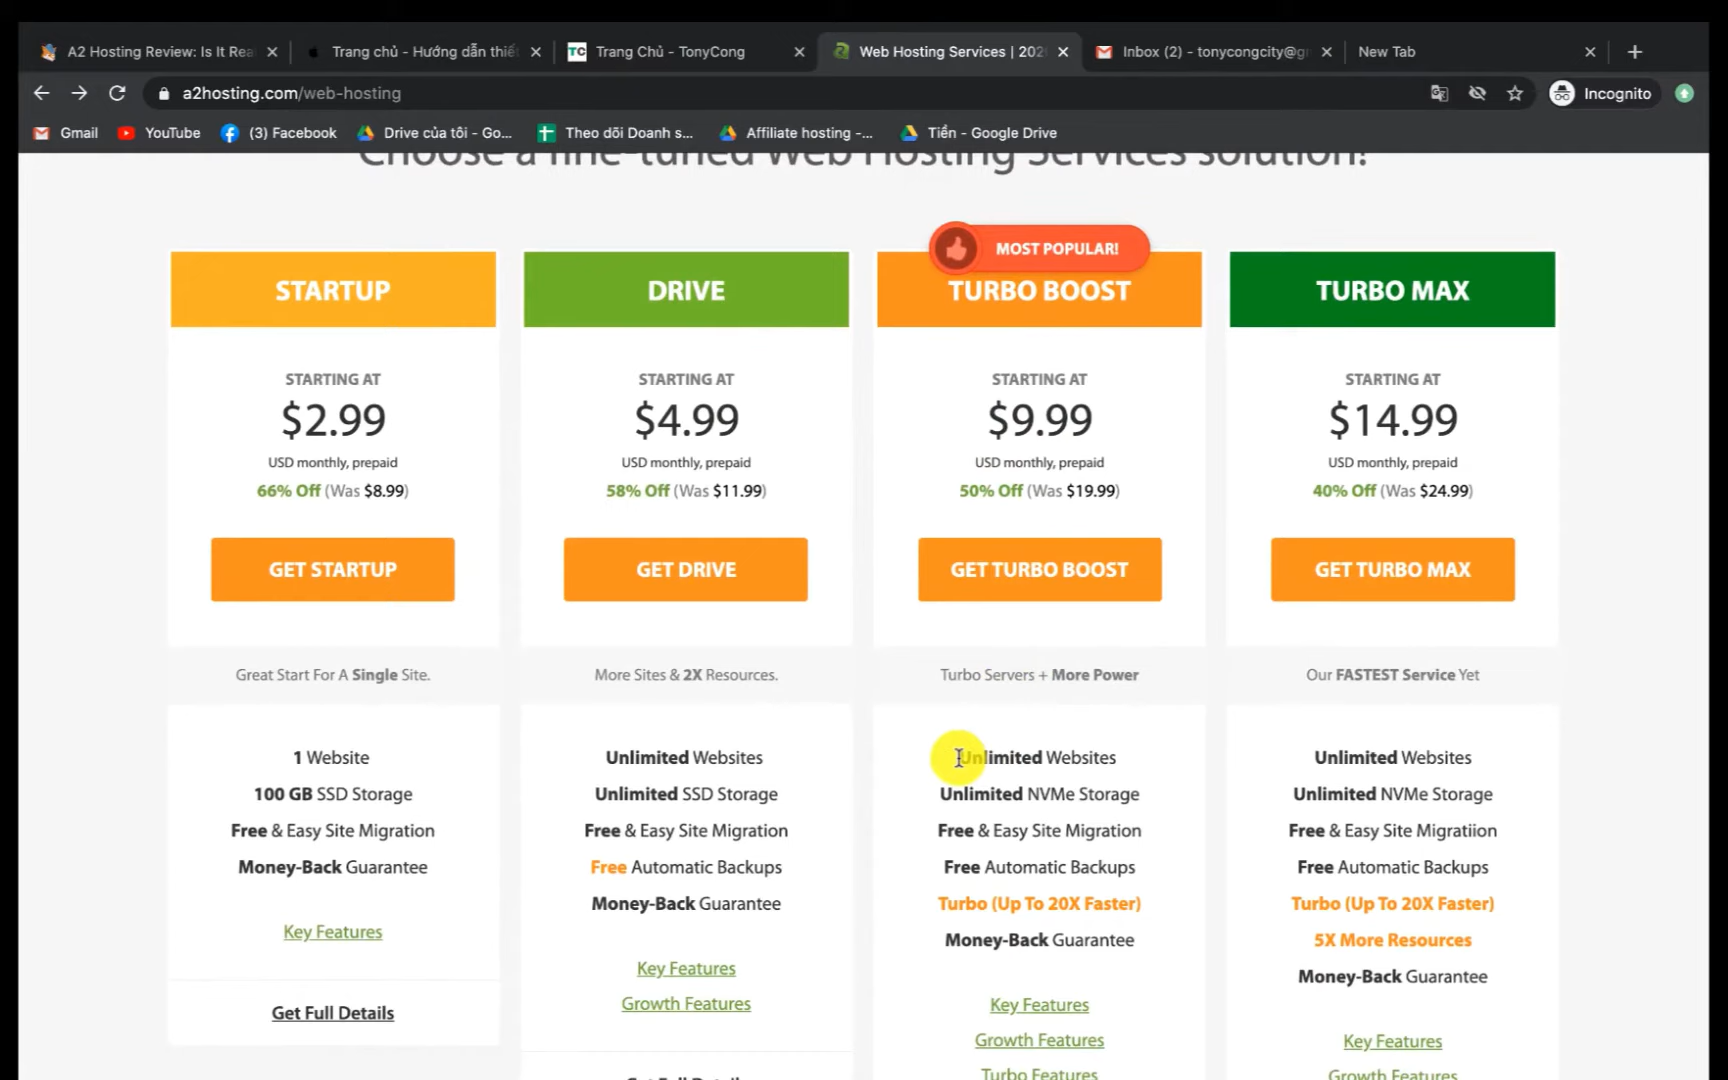 A2 Hosting Review: Is It Rea
Trang chủ - Hướng dẫn thiết
TC Trang Chủ - TonyCong
Web Hosting Services | 202
Inbox (2) - tonycongcity@g
New Tab
a2hosting.com/web-hosting
Incognito
Gmail
YouTube
(3) Facebook
Drive của tôi - Go...
Theo dõi Doanh s...
Affiliate hosting -...
Tiền - Google Drive
Choose a fine-tuned Web Hosting Services solution!
STARTUP
STARTING AT
$2.99
USD monthly, prepaid
66% Off (Was $8.99)
GET STARTUP
Great Start For A Single Site.
1 Website
100 GB SSD Storage
Free & Easy Site Migration
Money-Back Guarantee
Key Features
Get Full Details
DRIVE
STARTING AT
$4.99
USD monthly, prepaid
58% Off (Was $11.99)
GET DRIVE
More Sites & 2X Resources.
Unlimited Websites
Unlimited SSD Storage
Free & Easy Site Migration
Free Automatic Backups
Money-Back Guarantee
Key Features
Growth Features
Get Full Details
MOST POPULAR!
TURBO BOOST
STARTING AT
$9.99
USD monthly, prepaid
50% Off (Was $19.99)
GET TURBO BOOST
Turbo Servers + More Power
Unlimited Websites
Unlimited NVMe Storage
Free & Easy Site Migration
Free Automatic Backups
Turbo (Up To 20X Faster)
Money-Back Guarantee
Key Features
Growth Features
Turbo Features
TURBO MAX
STARTING AT
$14.99
USD monthly, prepaid
40% Off (Was $24.99)
GET TURBO MAX
Our FASTEST Service Yet
Unlimited Websites
Unlimited NVMe Storage
Free & Easy Site Migratiion
Free Automatic Backups
Turbo (Up To 20X Faster)
5X More Resources
Money-Back Guarantee
Key Features
Growth Features